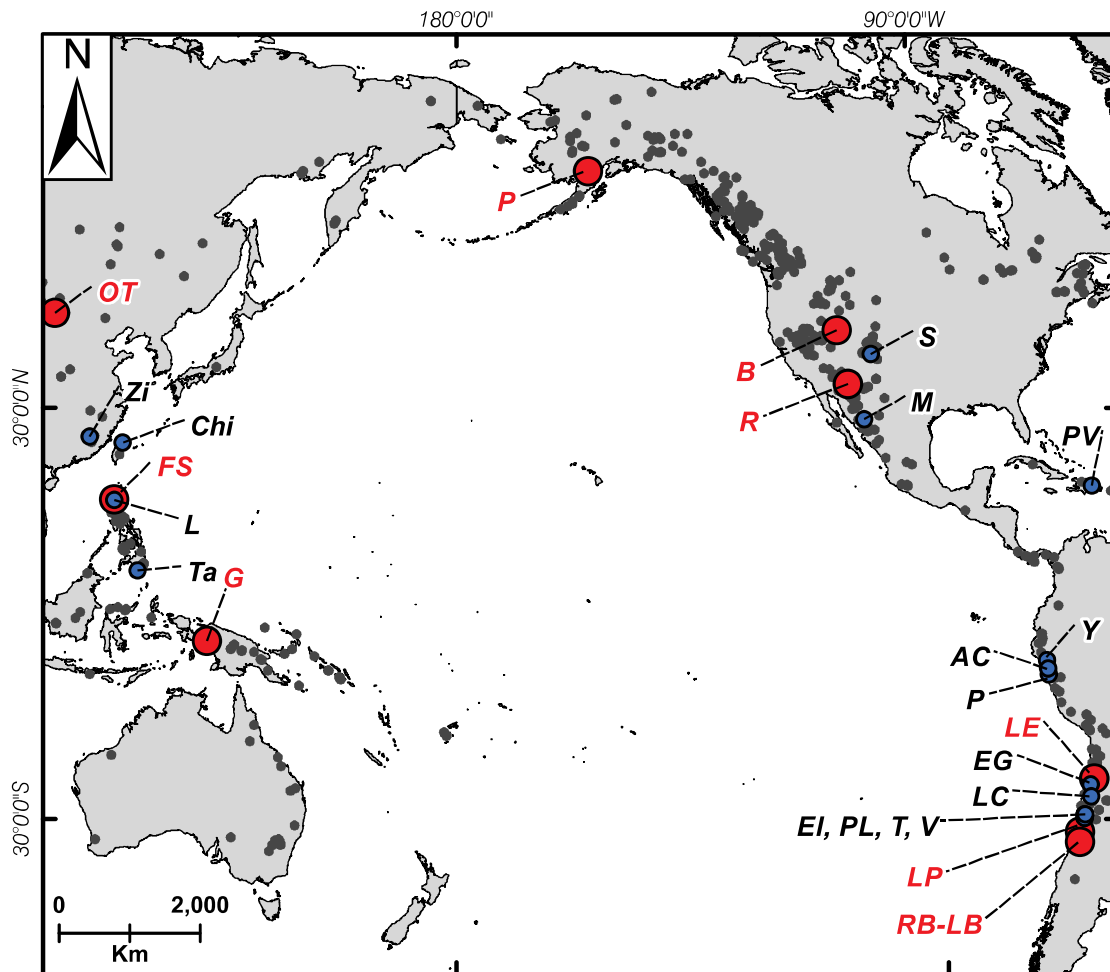 180°0'0"
90°0'0"W
N
P
OT
S
B
Zi
30°0'0"N
R
M
Chi
PV
FS
L
Ta
G
Y
AC
P
LE
EG
LC
EI, PL, T, V
30°0'0"S
LP
0
2,000
RB-LB
Km